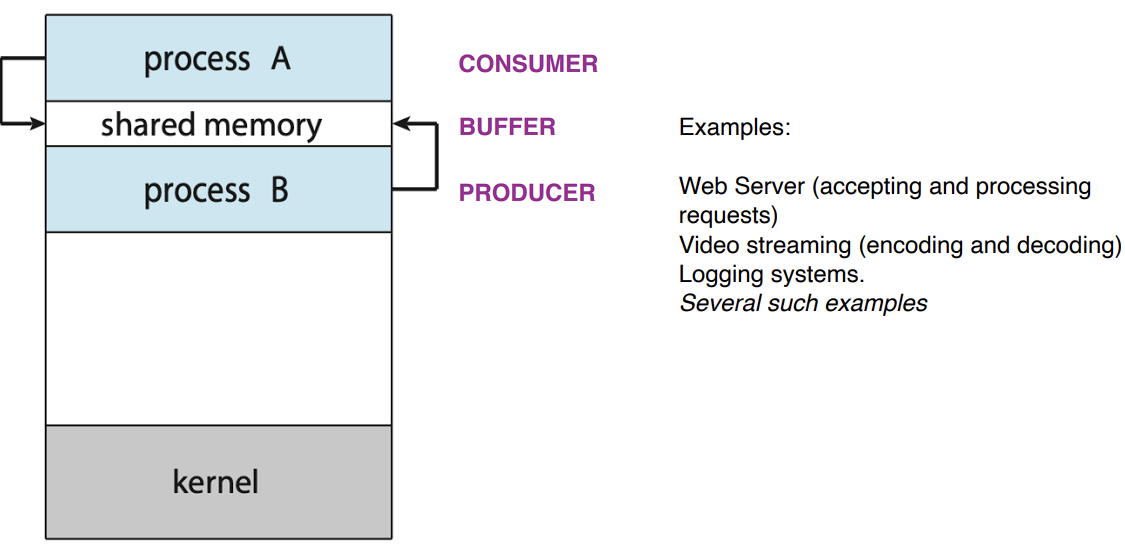 process A
CONSUMER
shared memory
BUFFER
Examples:
process B
PRODUCER
Web Server (accepting and processing
requests)
Video streaming (encoding and decoding)
Logging systems.
Several such examples
kernel